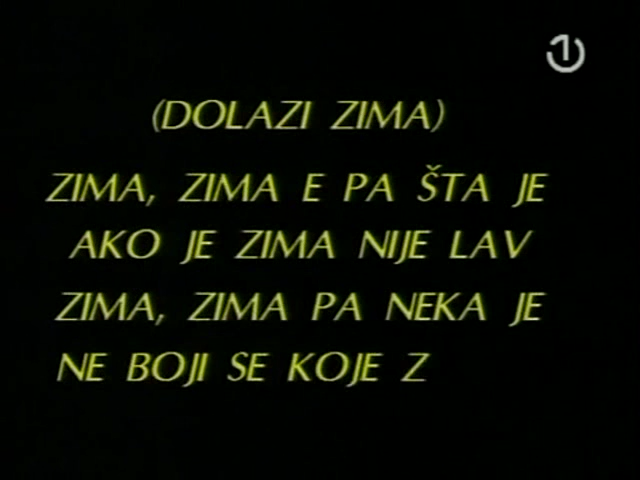 1
(DOLAZI ZIMA)
ZIMA, ZIMA E PA ŠTA JE
AKO JE ZIMA NIJE LAV
ZIMA, ZIMA PA NEKA JE
NE BOJI SE KOJE Z